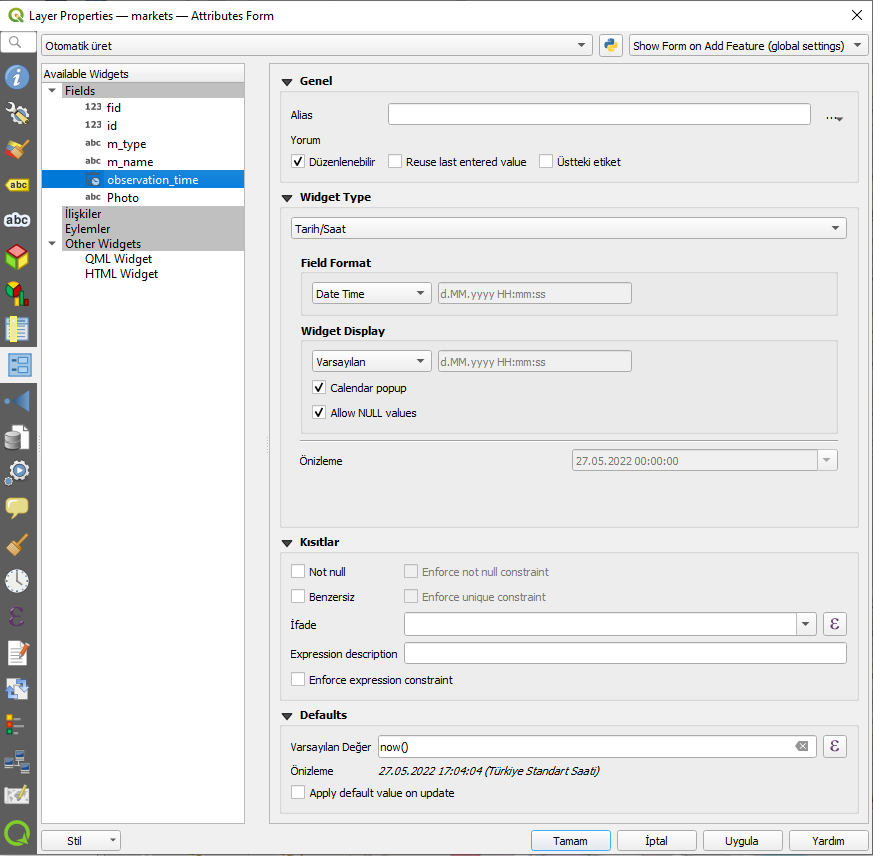 Layer Properties — markets — Attributes Form
Otomatik üret
Show Form on Add Feature (global settings)
Available Widgets
Fields
123 fid
123 id
abc m_type
abc m_name
observation_time
abc Photo
İlişkiler
Eylemler
Other Widgets
QML Widget
HTML Widget
abc
abc
Genel
Alias
...
Yorum
Düzenlenebilir
Reuse last entered value
Üstteki etiket
Widget Type
Tarih/Saat
Field Format
Date Time
d.MM.yyyy HH:mm:ss
Widget Display
Varsayılan
d.MM.yyyy HH:mm:ss
Calendar popup
Allow NULL values
Önizleme
27.05.2022 00:00:00
Kısıtlar
Not null
Enforce not null constraint
Benzersiz
Enforce unique constraint
İfade
ε
Expression description
Enforce expression constraint
Defaults
Varsayılan Değer
now()
ε
Önizleme
27.05.2022 17:04:04 (Türkiye Standart Saati)
Apply default value on update
Stil
Tamam
İptal
Uygula
Yardım